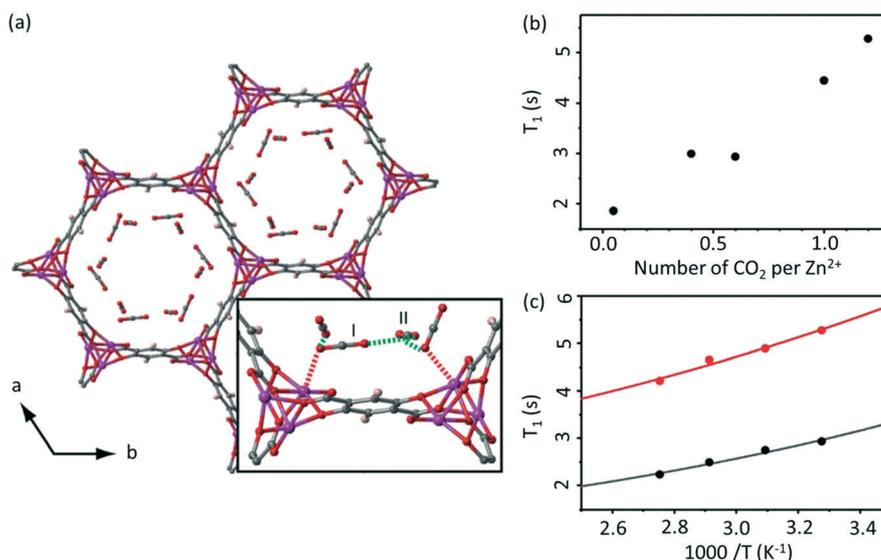 (a)
I
II
a
b
(b)
T₁ (s)
5
4
3
2
0.0 0.5 1.0
Number of CO₂ per Zn²⁺
(c)
T₁ (s)
6
5
4
3
2
2.6 2.8 3.0 3.2 3.4
1000 /T (K⁻¹)